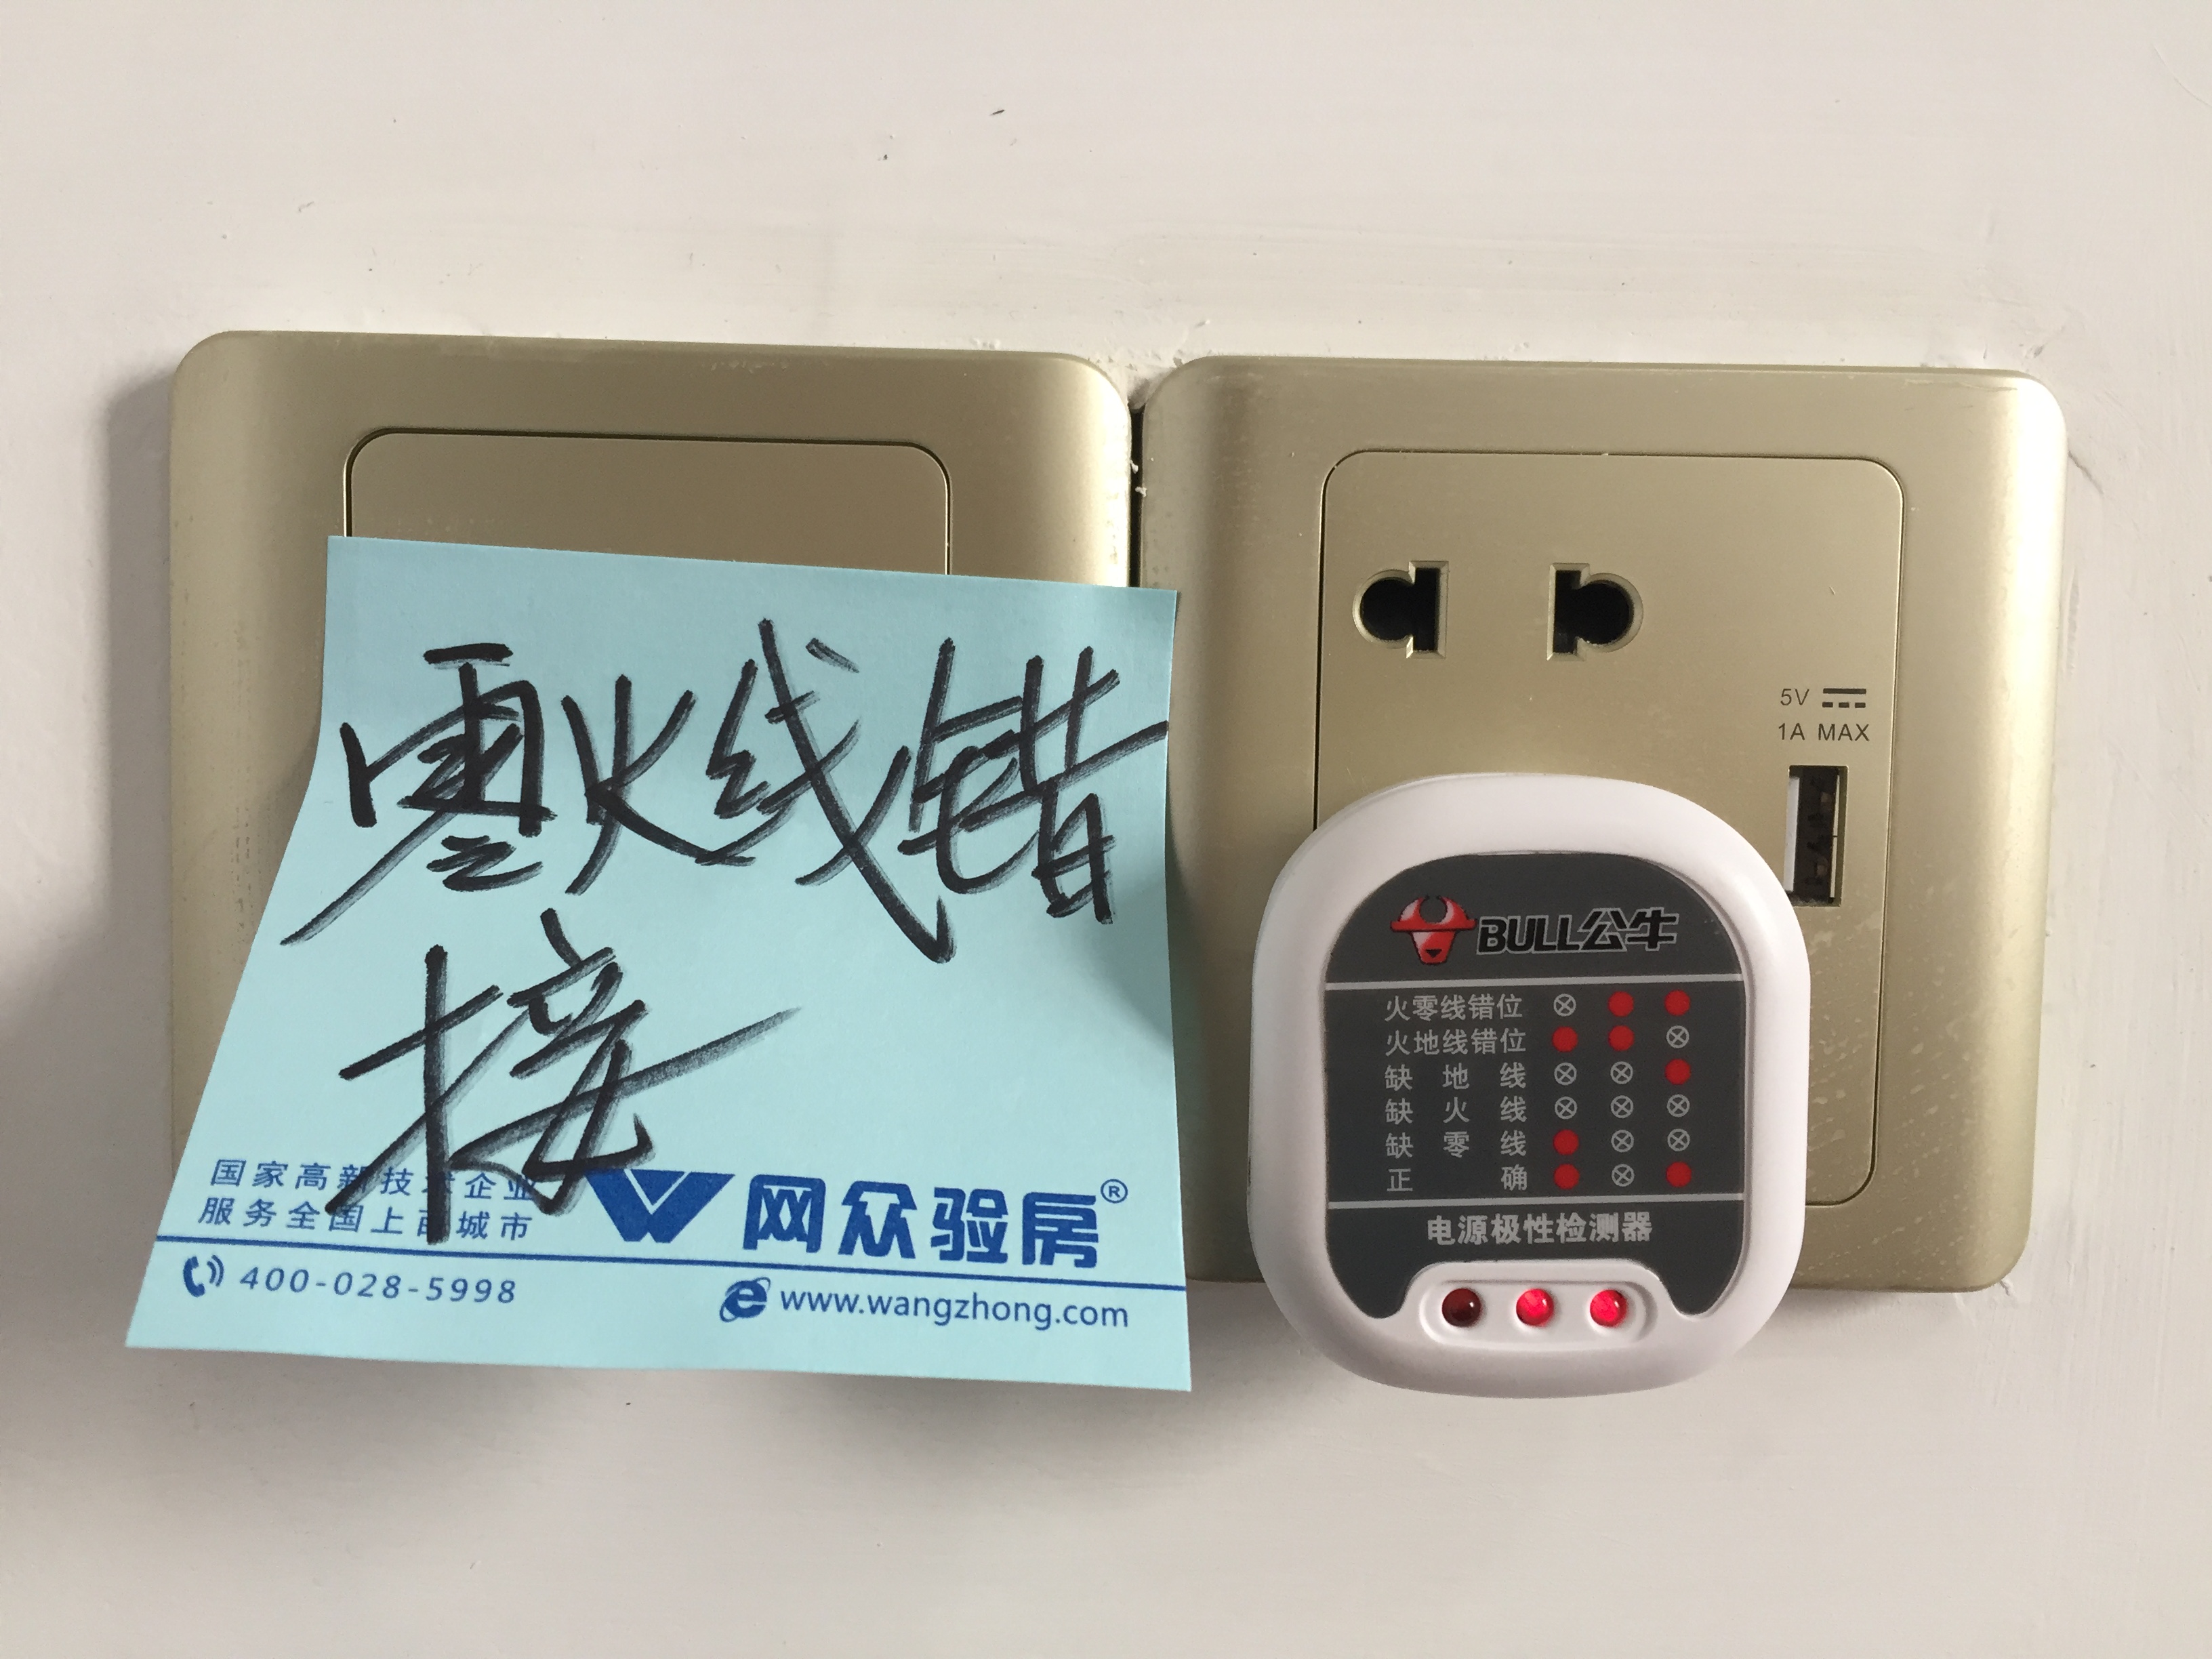 零火线错
接
国家高新技术企业
服务全国上百城市
网众验房®
400-028-5998
www.wangzhong.com
5V
1A MAX
BULL公牛
火零线错位
火地线错位
缺地线
缺火线
缺零线
正确
电源极性检测器